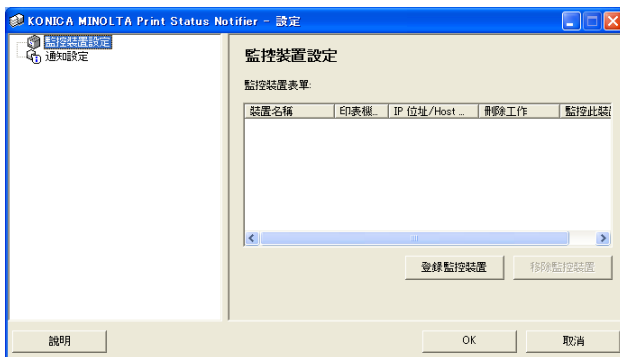 KONICA MINOLTA Print Status Notifier - 設定
監控裝置設定
通知設定
監控裝置設定
監控裝置表單:
裝置名稱 印表機... IP 位址/Host ... 刪除工作 監控此裝
登錄監控裝置 移除監控裝置
說明 OK 取消